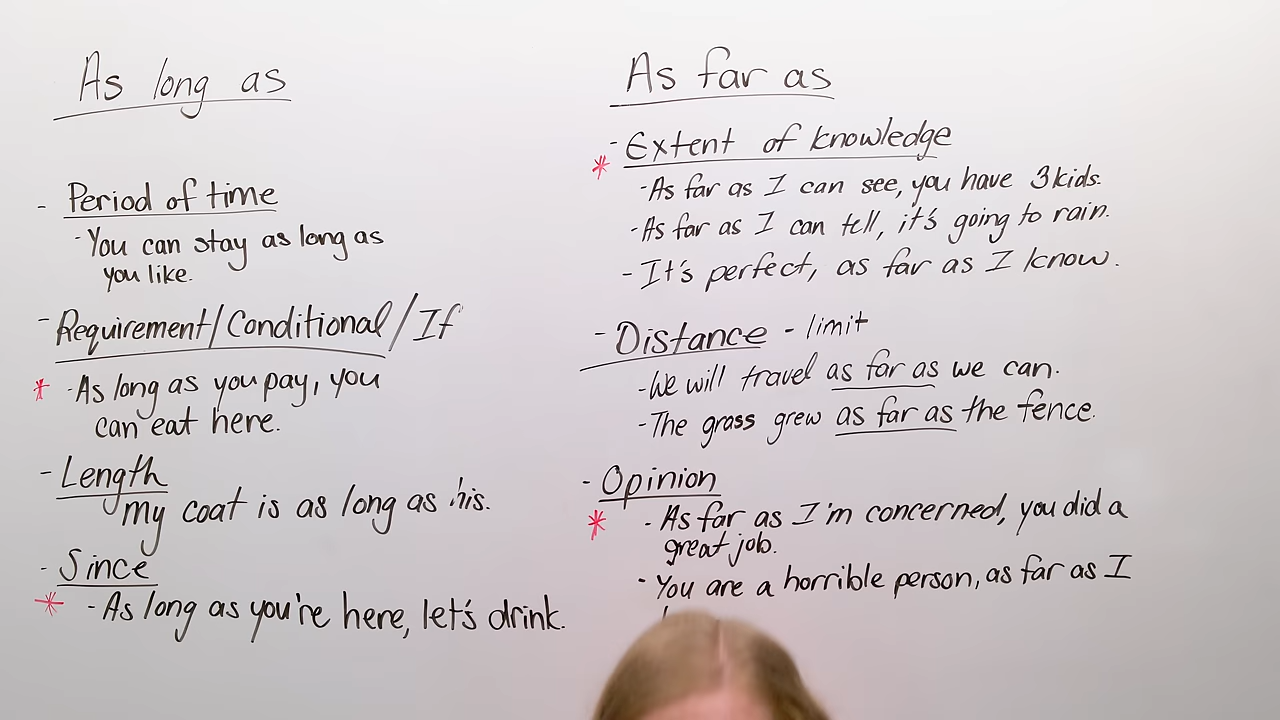 As long as
- Period of time
- You can stay as long as
you like.
- Requirement/Conditional/If
* - As long as you pay, you
can eat here.
- Length
My coat is as long as his.
- Since
* - As long as you're here, let's drink.
As far as
- Extent of knowledge
* - As far as I can see, you have 3 kids.
- As far as I can tell, it's going to rain.
- It's perfect, as far as I know.
- Distance - limit
- We will travel as far as we can.
- The grass grew as far as the fence.
- Opinion
* - As far as I'm concerned, you did a
great job.
- You are a horrible person, as far as I